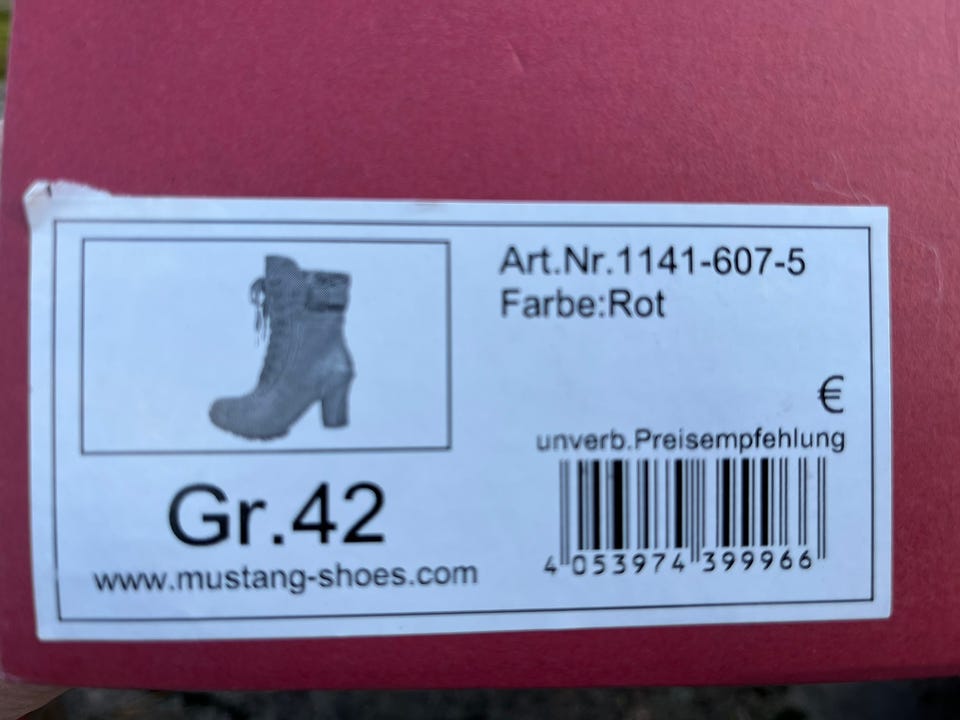 Art.Nr.1141-607-5
Farbe:Rot
€
unverb.Preisempfehlung
4 053974 399966
Gr.42
www.mustang-shoes.com